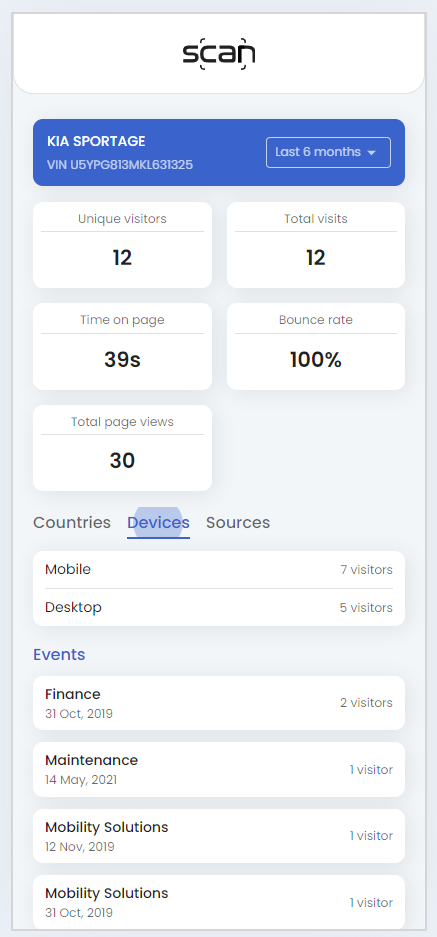 scan
KIA SPORTAGE
VIN U5YPG813MKL631325
Last 6 months
Unique visitors
12
Total visits
12
Time on page
39s
Bounce rate
100%
Total page views
30
Countries Devices Sources
Mobile 7 visitors
Desktop 5 visitors
Events
Finance
31 Oct, 2019
2 visitors
Maintenance
14 May, 2021
1 visitor
Mobility Solutions
12 Nov, 2019
1 visitor
Mobility Solutions
31 Oct, 2019
1 visitor